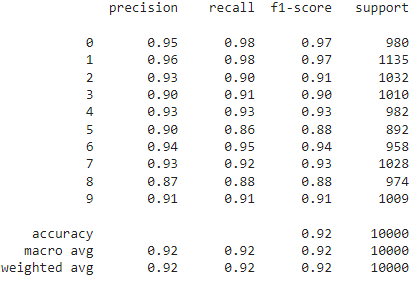 precision recall f1-score support
0 0.95 0.98 0.97 980
1 0.96 0.98 0.97 1135
2 0.93 0.90 0.91 1032
3 0.90 0.91 0.90 1010
4 0.93 0.93 0.93 982
5 0.90 0.86 0.88 892
6 0.94 0.95 0.94 958
7 0.93 0.92 0.93 1028
8 0.87 0.88 0.88 974
9 0.91 0.91 0.91 1009
accuracy 0.92 10000
macro avg 0.92 0.92 0.92 10000
weighted avg 0.92 0.92 0.92 10000